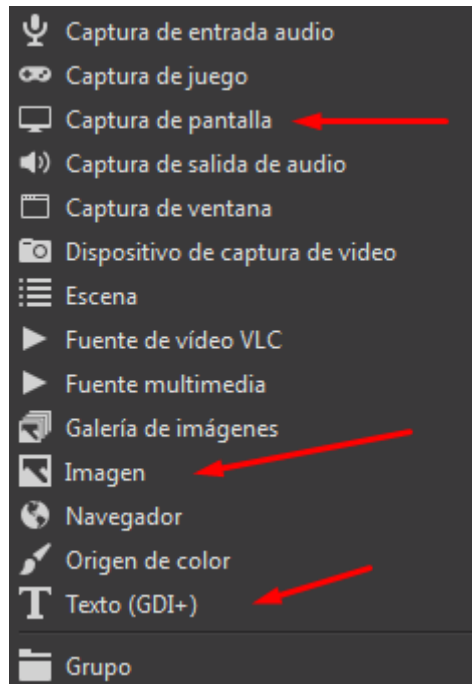 Captura de entrada audio
Captura de juego
Captura de pantalla
Captura de salida de audio
Captura de ventana
Dispositivo de captura de video
Escena
Fuente de vídeo VLC
Fuente multimedia
Galería de imágenes
Imagen
Navegador
Origen de color
Texto (GDI+)
Grupo